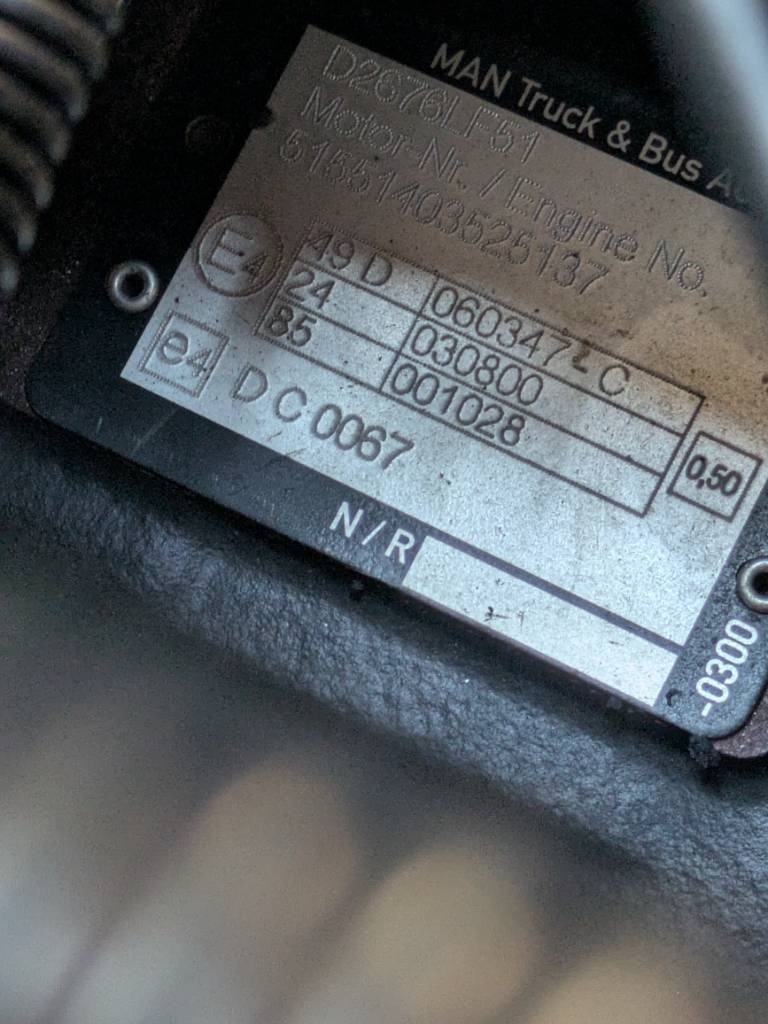 MAN Truck & Bus AG
D2676LF51
Motor-Nr. / Engine No.
51551403525137
E4
49 D 060347-C
24 030800
85 001028
0,50
e4 D C 0067
N / R
-0300